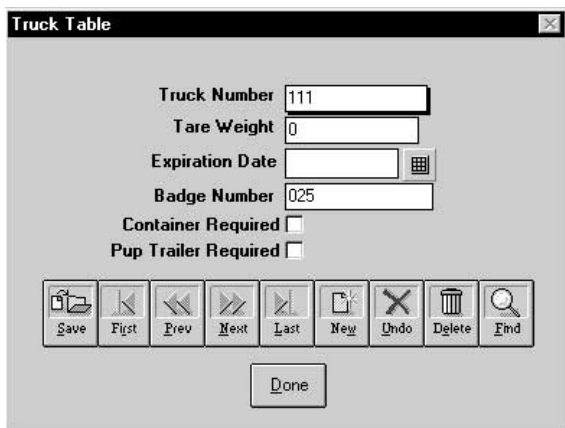 Truck Table
Truck Number 111
Tare Weight 0
Expiration Date
Badge Number 025
Container Required
Pup Trailer Required
Save First Prev Next Last New Undo Delete Find
Done